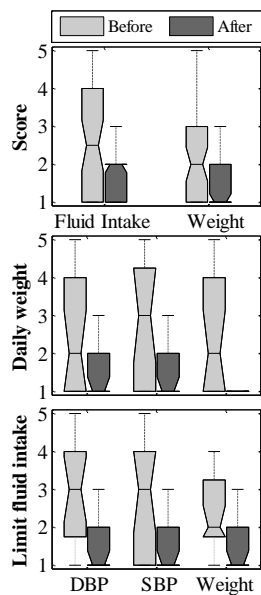 Before After
Score
5
4
3
2
1
Fluid Intake Weight
Daily weight
5
4
3
2
1
Limit fluid intake
5
4
3
2
1
DBP SBP Weight